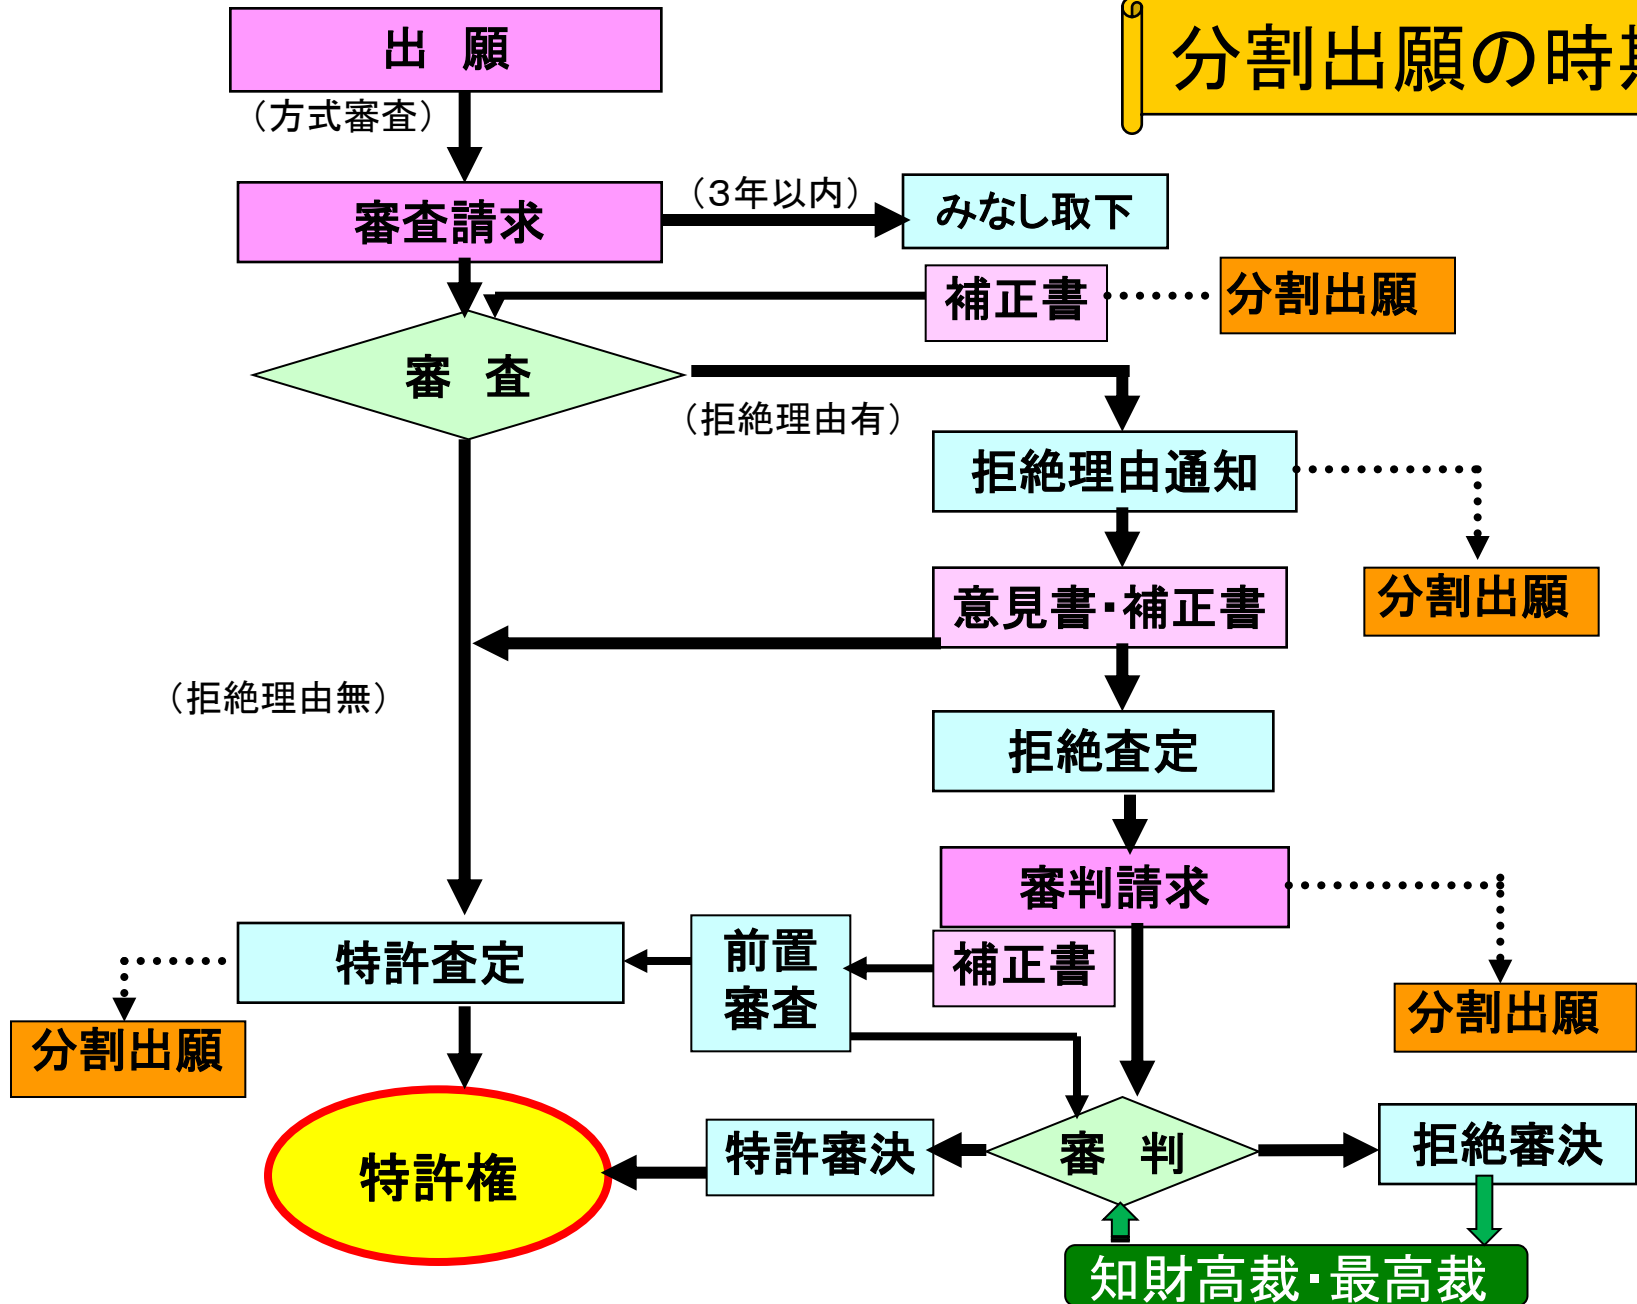 分割出願の時
出　願
（方式審査）
審査請求
（３年以内）
みなし取下
補正書
分割出願
審　査
（拒絶理由有）
拒絶理由通知
分割出願
意見書・補正書
（拒絶理由無）
拒絶査定
審判請求
特許査定
前置
審査
補正書
分割出願
分割出願
特許権
特許審決
審　判
拒絶審決
知財高裁・最高裁